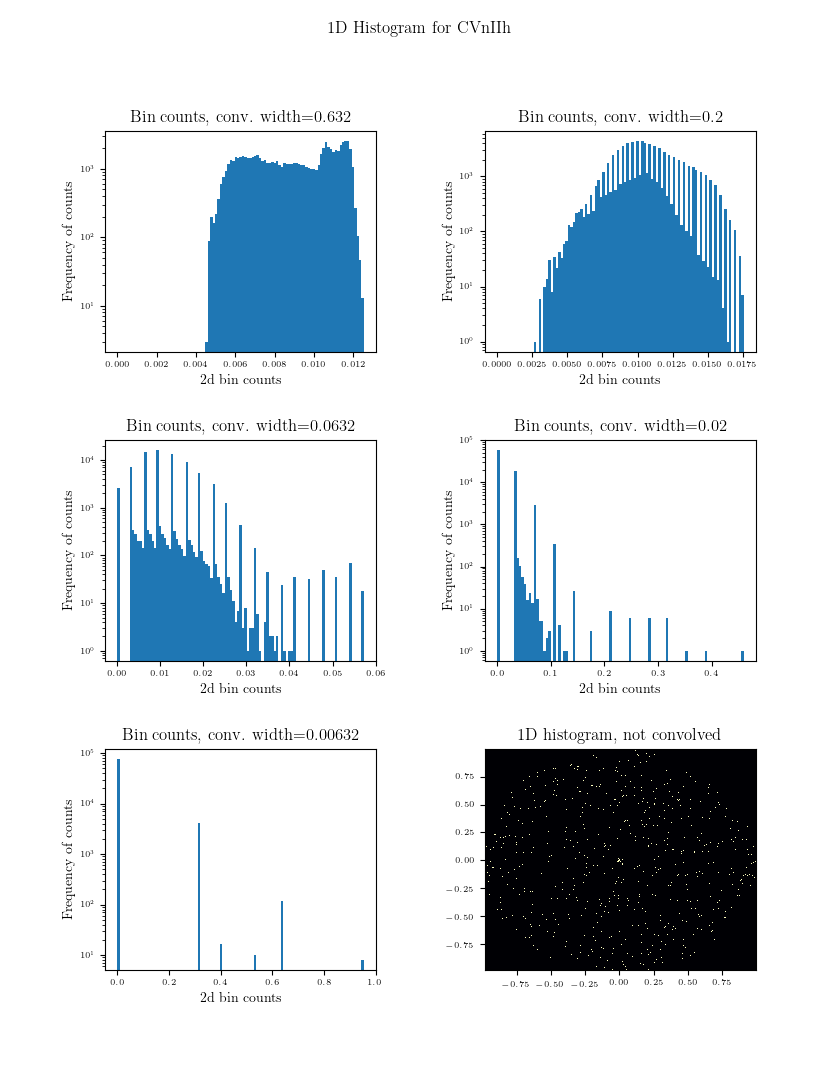 1D Histogram for CVnIIh
Bin counts, conv. width=0.632
Frequency of counts
10³
10²
10¹
0.000 0.002 0.004 0.006 0.008 0.010 0.012
2d bin counts
Bin counts, conv. width=0.2
Frequency of counts
10³
10²
10¹
10⁰
0.0000 0.0025 0.0050 0.0075 0.0100 0.0125 0.0150 0.0175
2d bin counts
Bin counts, conv. width=0.0632
Frequency of counts
10⁴
10³
10²
10¹
10⁰
0.00 0.01 0.02 0.03 0.04 0.05 0.06
2d bin counts
Bin counts, conv. width=0.02
Frequency of counts
10⁵
10⁴
10³
10²
10¹
10⁰
0.0 0.1 0.2 0.3 0.4
2d bin counts
Bin counts, conv. width=0.00632
Frequency of counts
10⁵
10⁴
10³
10²
10¹
0.0 0.2 0.4 0.6 0.8 1.0
2d bin counts
1D histogram, not convolved
0.75
0.50
0.25
0.00
−0.25
−0.50
−0.75
−0.75 −0.50 −0.25 0.00 0.25 0.50 0.75